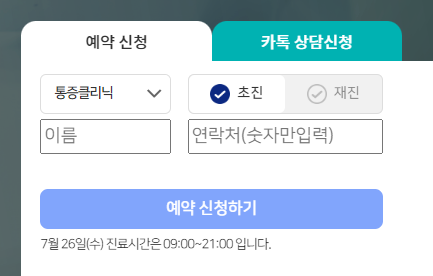 예약 신청 카톡 상담신청
통증클리닉 초진 재진
이름 연락처(숫자만입력)
예약 신청하기
7월 26일(수) 진료시간은 09:00~21:00 입니다.